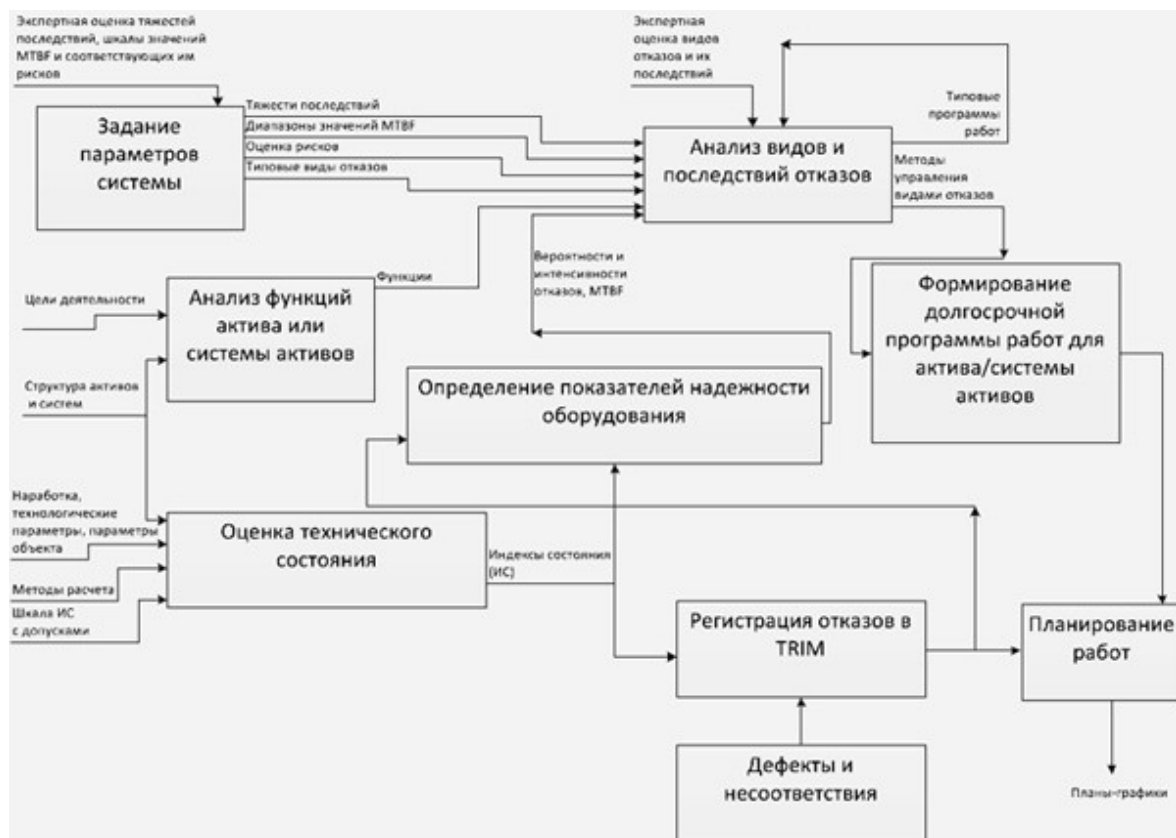 Экспертная оценка тяжестей
последствий, шкалы значений
MTBF и соответствующих им
рисков
Экспертная
оценка видов
отказов и их
последствий
Типовые
программы
работ
Задание
параметров
системы
Тяжести последствий
Диапазоны значений MTBF
Оценка рисков
Типовые виды отказов
Анализ видов и
последствий отказов
Методы
управления
видами отказов
Вероятности и
интенсивности
отказов, MTBF
Функции
Цели деятельности
Анализ функций
актива или
системы активов
Формирование
долгосрочной
программы работ для
актива/системы
активов
Структура активов
и систем
Определение показателей надежности
оборудования
Наработка,
технологические
параметры, параметры
объекта
Методы расчета
Шкала ИС
с допусками
Оценка технического
состояния
Индексы состояния
(ИС)
Регистрация отказов в
TRIM
Планирование
работ
Дефекты и
несоответствия
Планы-графики